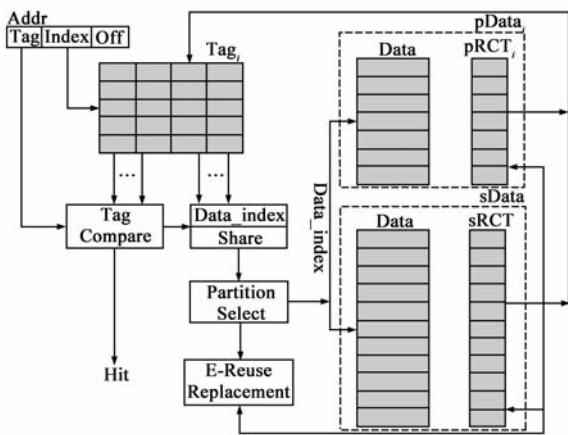 Addr
Tag Index Off
Tag i
... ...
Tag
Compare
Data_index
Share
Partition
Select
E-Reuse
Replacement
Hit
Data_index
pData i
Data pRCT i
sData
Data sRCT